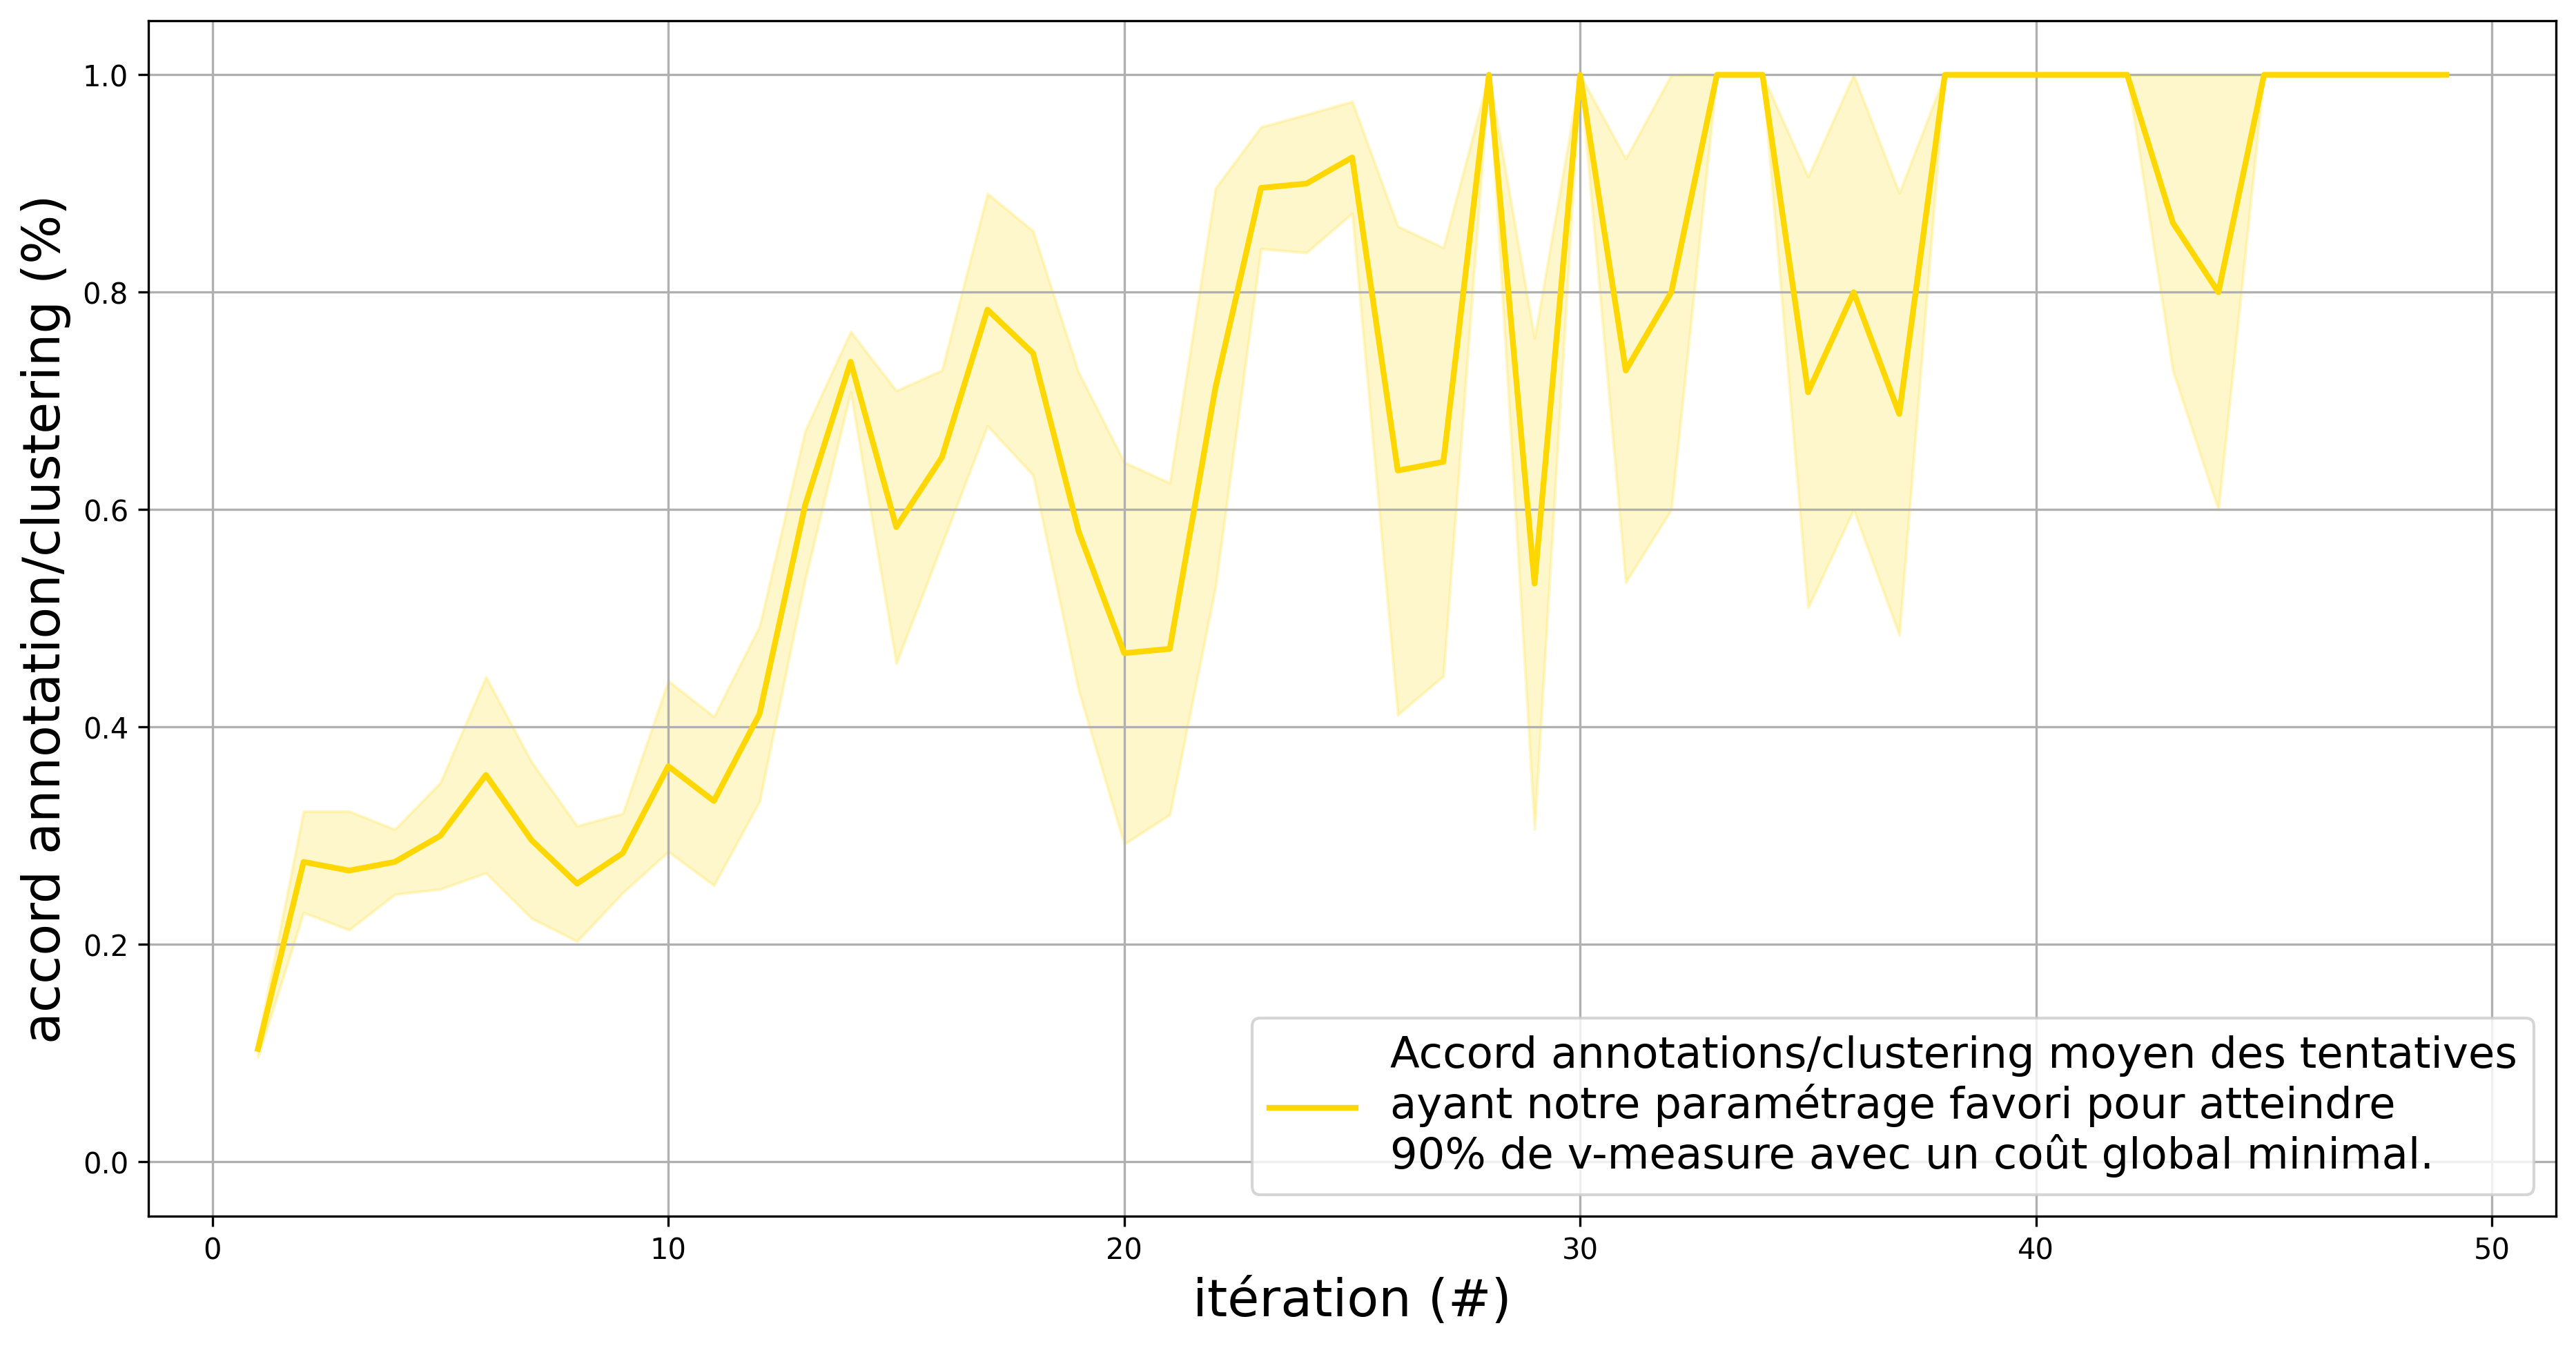 accord annotation/clustering (%)
1.0
0.8
0.6
0.4
0.2
0.0
0
10
20
30
40
50
itération (#)
Accord annotations/clustering moyen des tentatives
ayant notre paramétrage favori pour atteindre
90% de v-measure avec un coût global minimal.